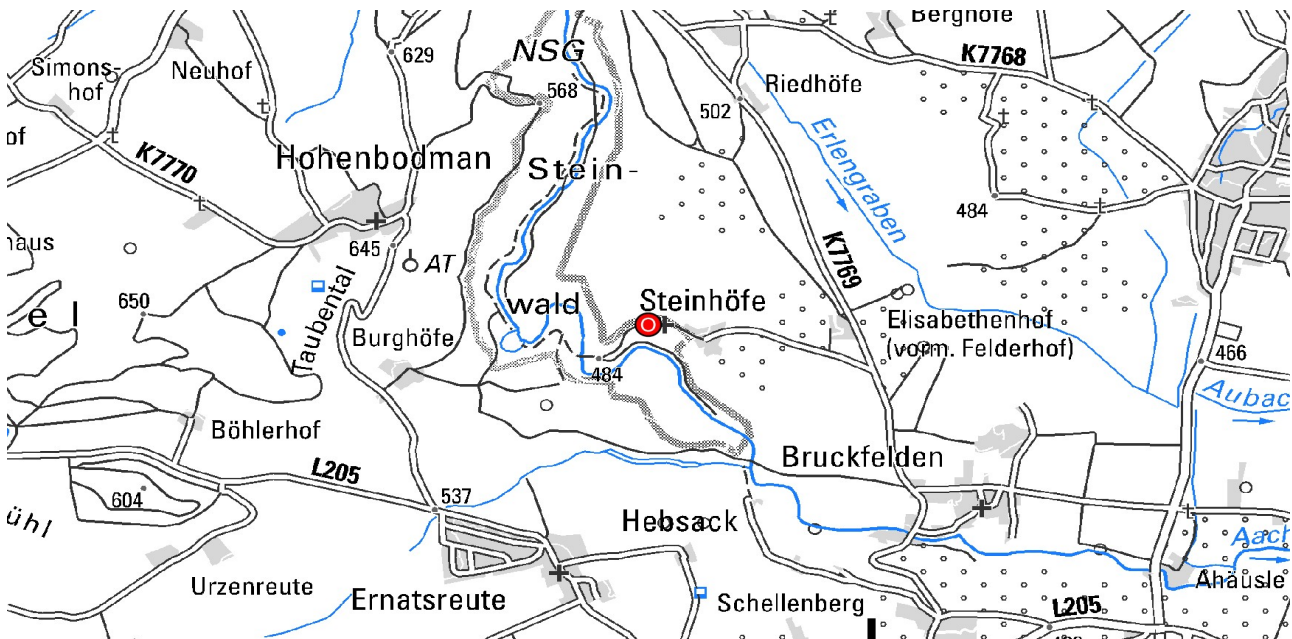 Berghöfe
NSG
629
K7768
Simons-
hof
Neuhof
568
Riedhöfe
502
of
K7770
Hohenbodman
Stein-
Erlengraben
484
haus
645
AT
K7769
650
el
Taubental
wald
Steinhöfe
Burghöfe
Elisabethenhof
(vorm. Felderhof)
484
466
Aubac
Böhlerhof
L205
Bruckfelden
604
537
ühl
Hebsack
Aach
Urzenreute
Ernatsreute
Schellenberg
Ahäusle
L205